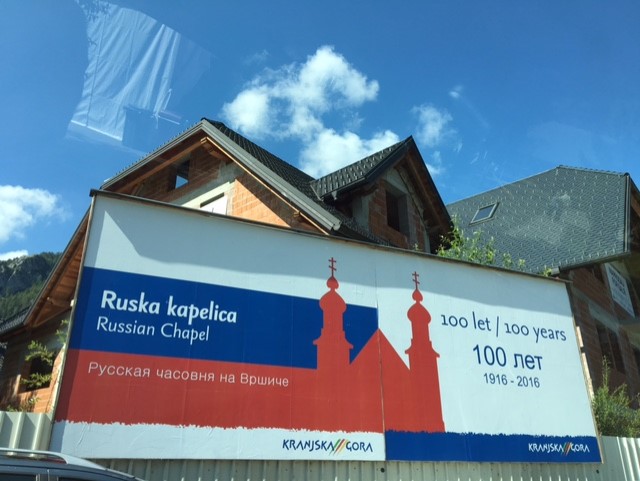 Ruska kapelica
Russian Chapel
Русская часовня на Вршиче
100 let / 100 years
100 лет
1916 - 2016
KRANJSKA GORA
KRANJSKA GORA